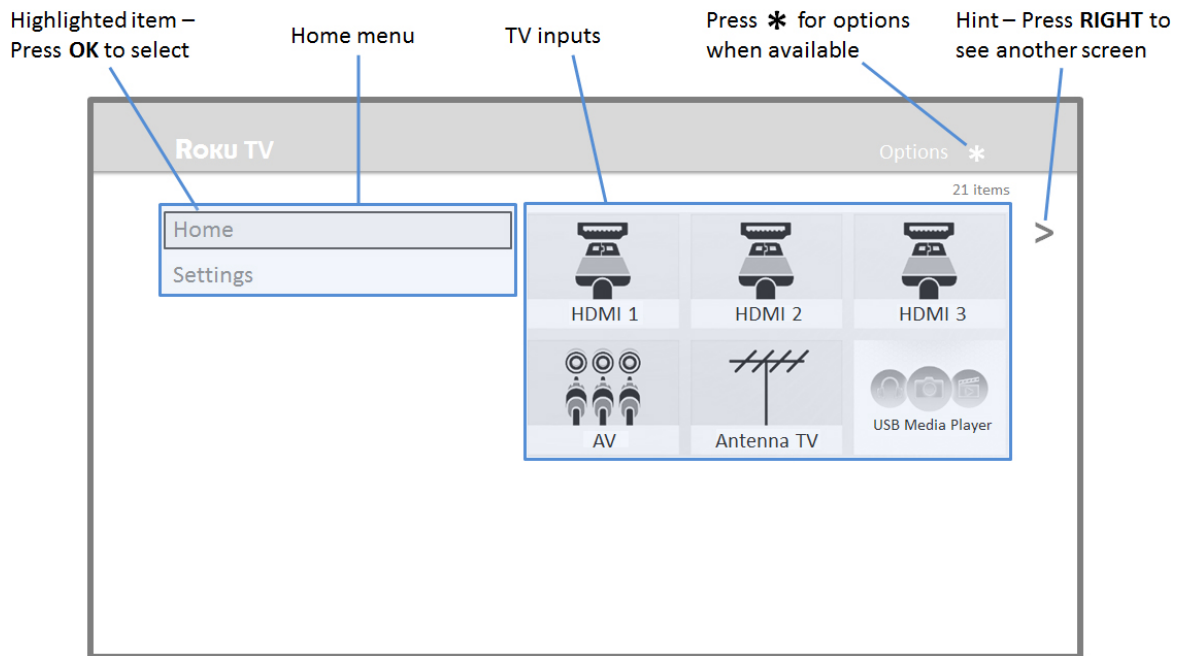 Highlighted item –
Press OK to select
Home menu
TV inputs
Press ✱ for options
when available
Hint – Press RIGHT to
see another screen
ROKU TV
Options ✱
21 items
Home
Settings
>
HDMI 1
HDMI 2
HDMI 3
AV
Antenna TV
USB Media Player